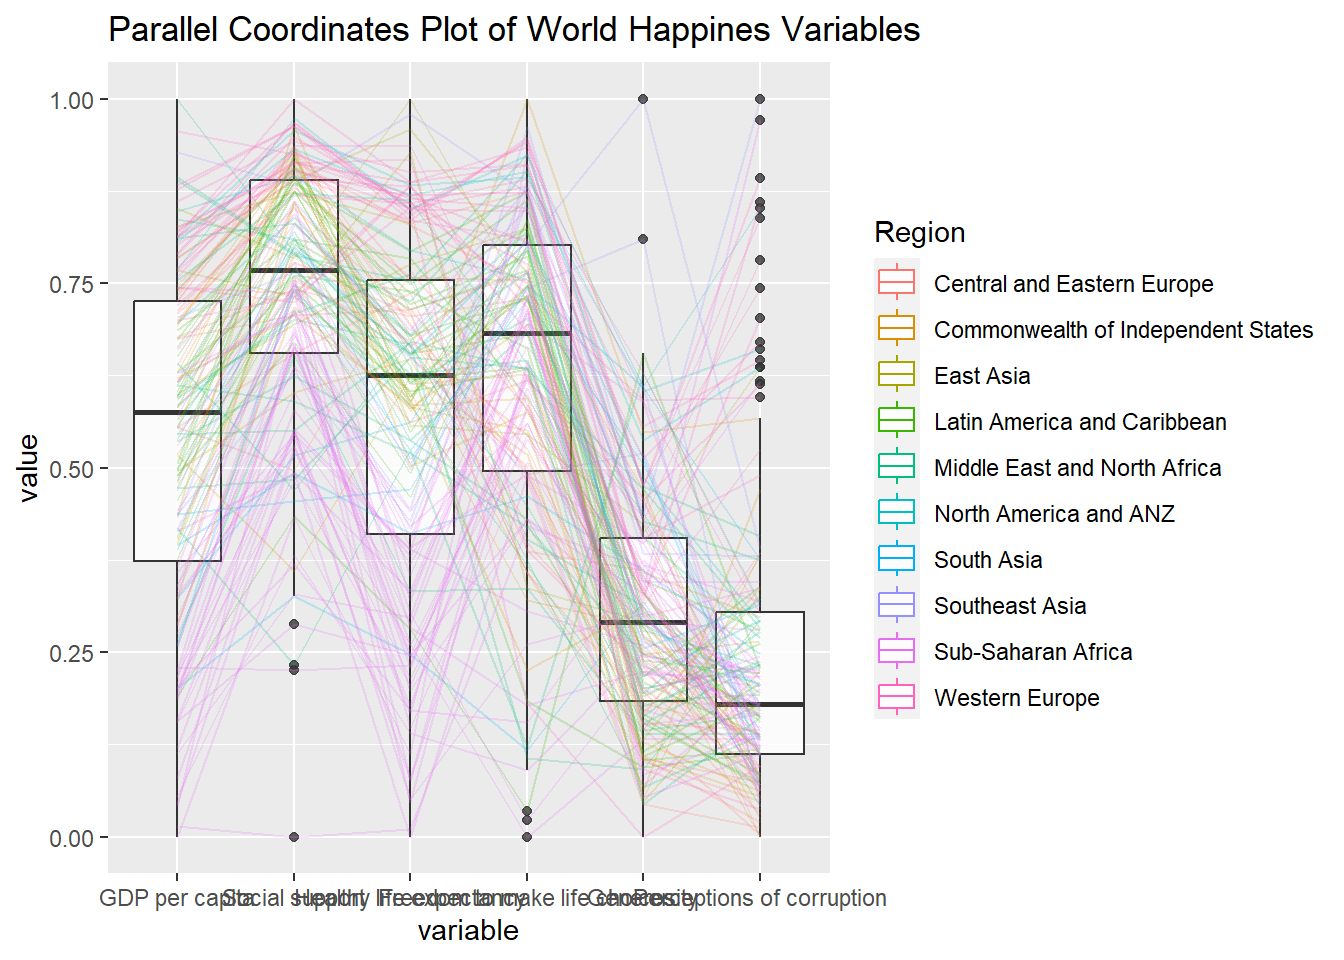 Parallel Coordinates Plot of World Happines Variables
1.00
0.75
0.50
0.25
0.00
value
GDP per capita Social support Healthy life expectancy Freedom to make life choices Generosity Perceptions of corruption
variable
Region
Central and Eastern Europe
Commonwealth of Independent States
East Asia
Latin America and Caribbean
Middle East and North Africa
North America and ANZ
South Asia
Southeast Asia
Sub-Saharan Africa
Western Europe